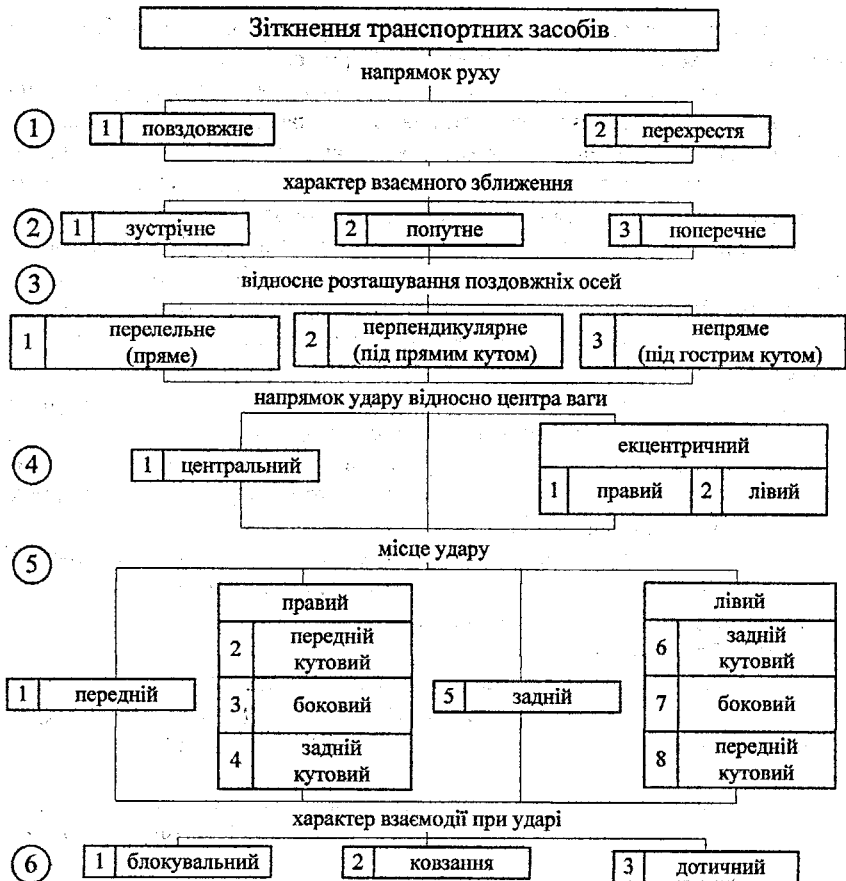 Зіткнення транспортних засобів
напрямок руху
1
1 повздовжне
2 перехрестя
характер взаємного зближення
2
1 зустрічне
2 попутне
3 поперечне
3
відносне розташування поздовжніх осей
1 перелельне
(пряме)
2 перпендикулярне
(під прямим кутом)
3 непряме
(під гострим кутом)
напрямок удару відносно центра ваги
4
1 центральний
екцентричний
1 правий 2 лівий
місце удару
5
1 передній
правий
2 передній
кутовий
3 боковий
4 задній
кутовий
5 задній
лівий
6 задній
кутовий
7 боковий
8 передній
кутовий
характер взаємодії при ударі
6
1 блокувальний
2 ковзання
3 дотичний